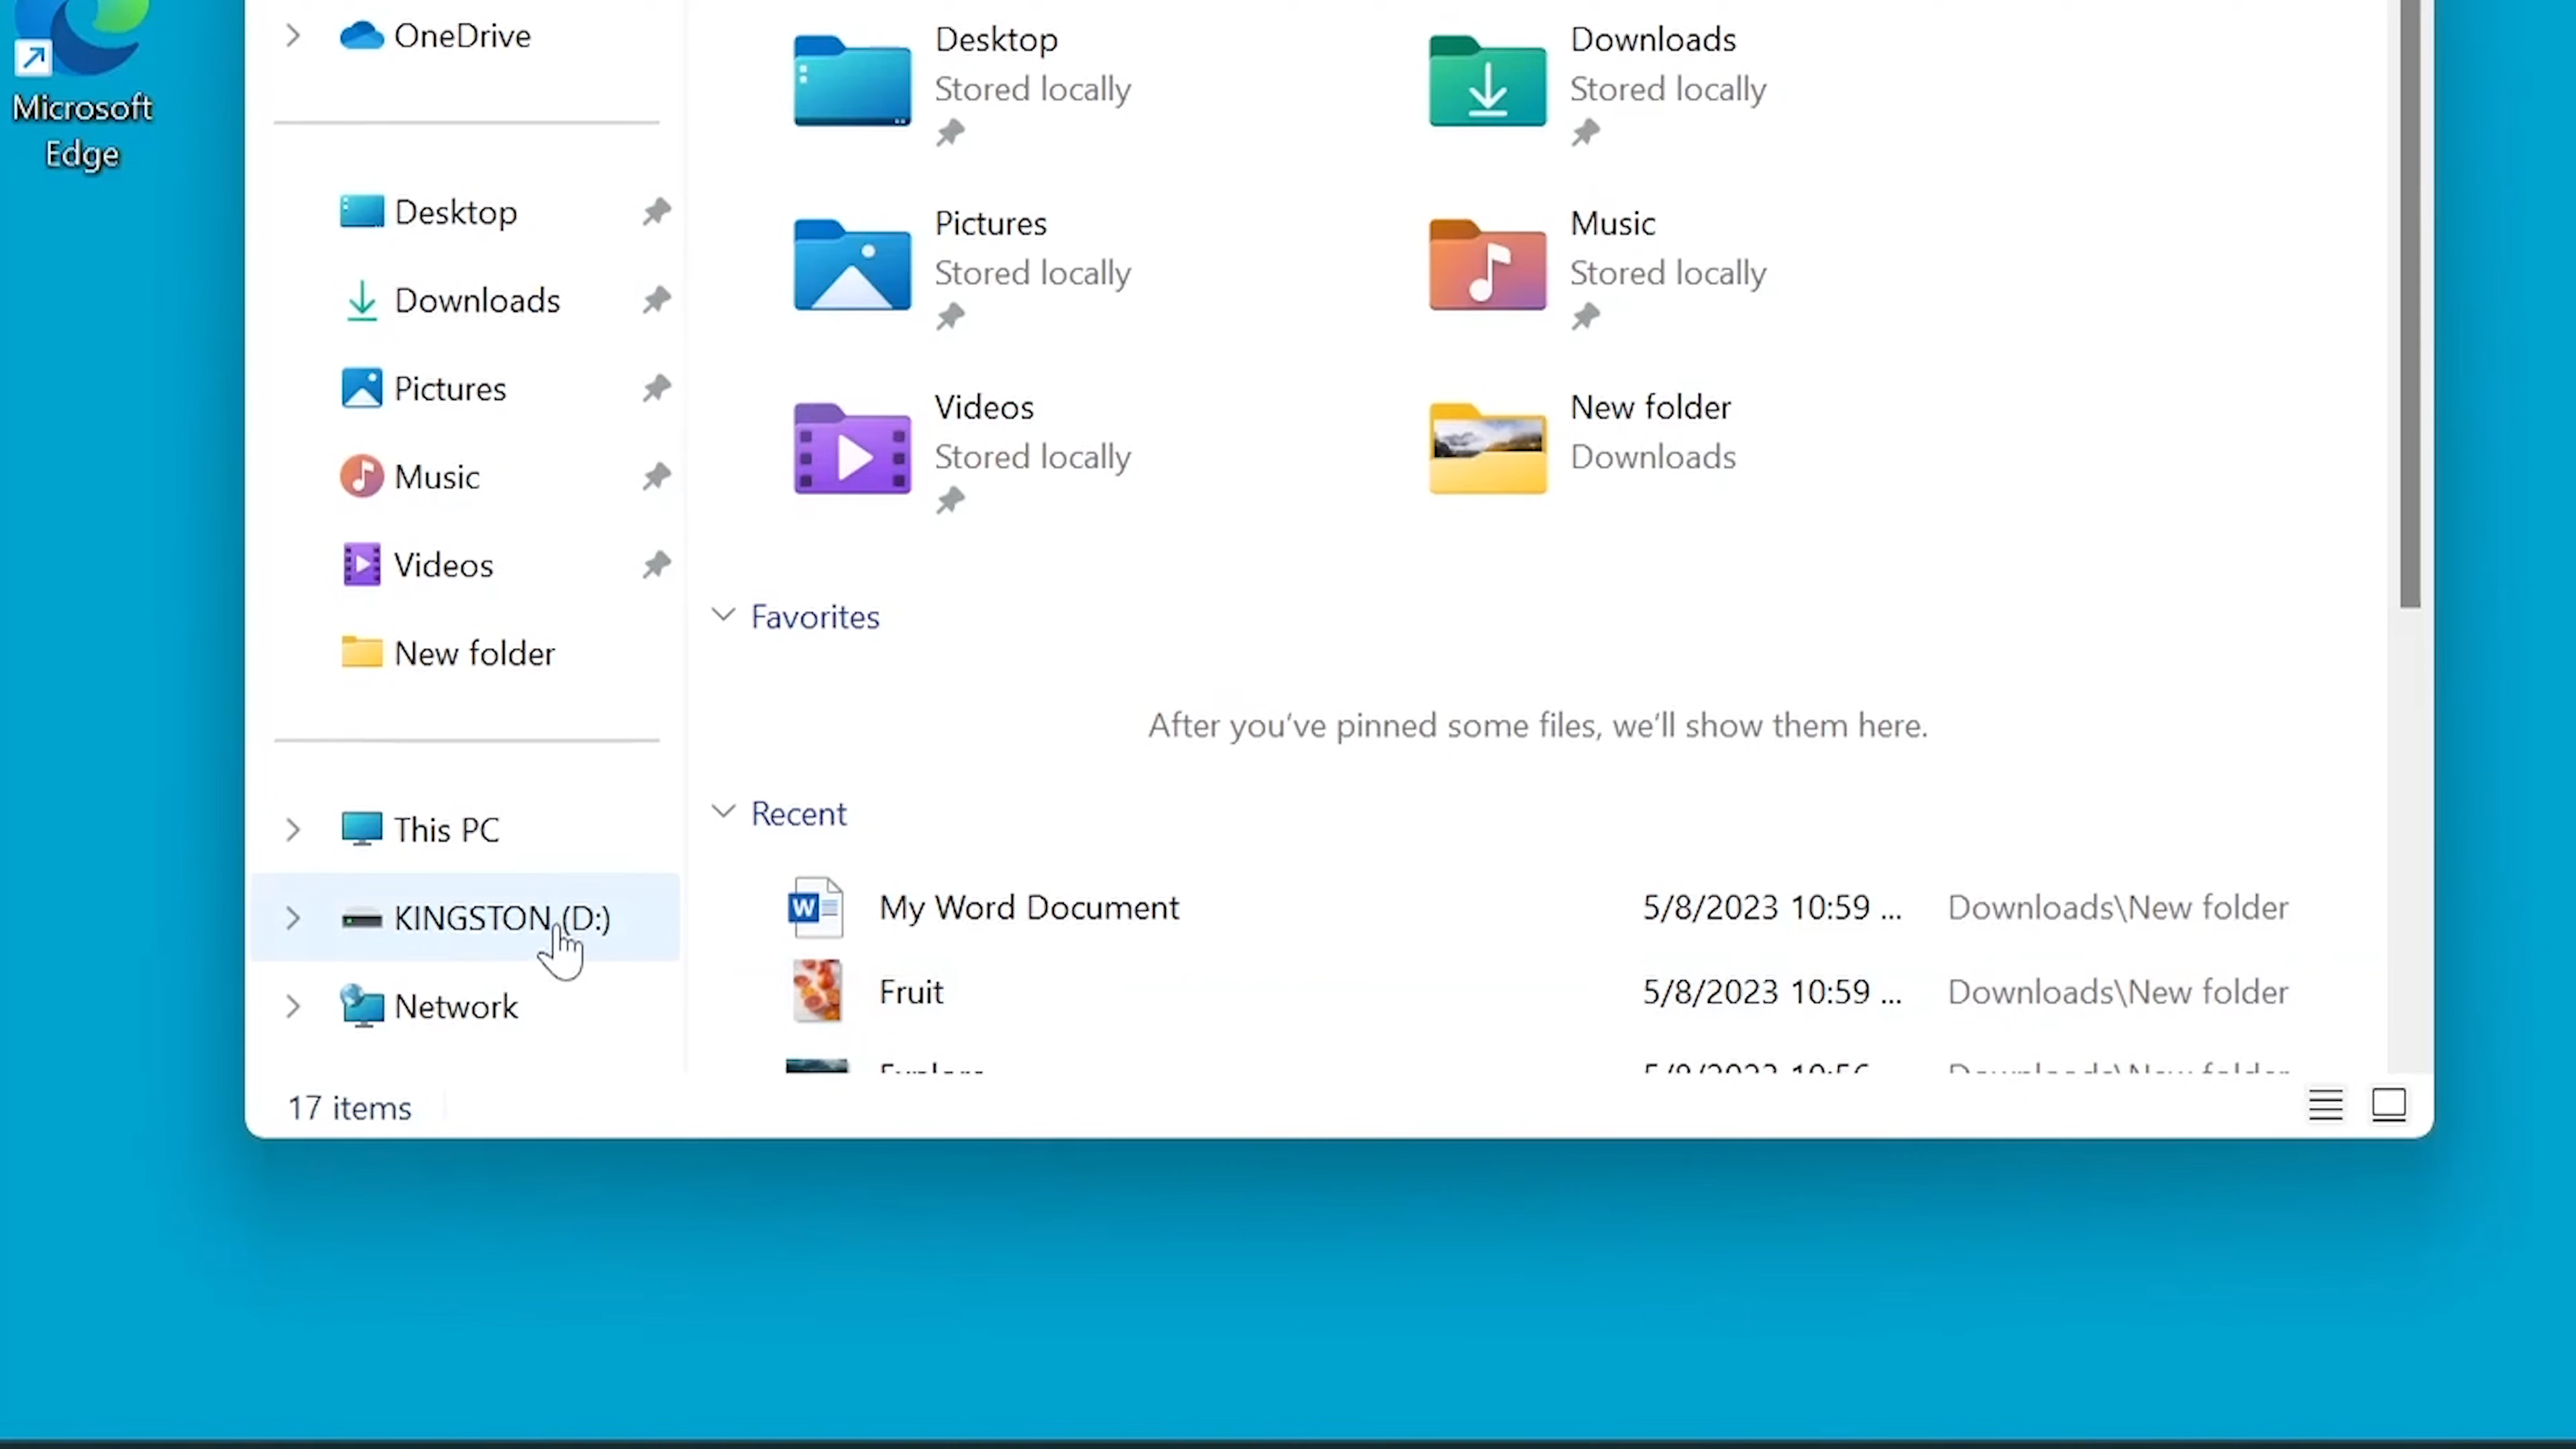 OneDrive
Microsoft
Edge
Desktop
Downloads
Pictures
Music
Videos
New folder
This PC
KINGSTON (D:)
Network
Desktop
Stored locally
Downloads
Stored locally
Pictures
Stored locally
Music
Stored locally
Videos
Stored locally
New folder
Downloads
Favorites
After you've pinned some files, we'll show them here.
Recent
My Word Document 5/8/2023 10:59 ... Downloads\New folder
Fruit 5/8/2023 10:59 ... Downloads\New folder
17 items